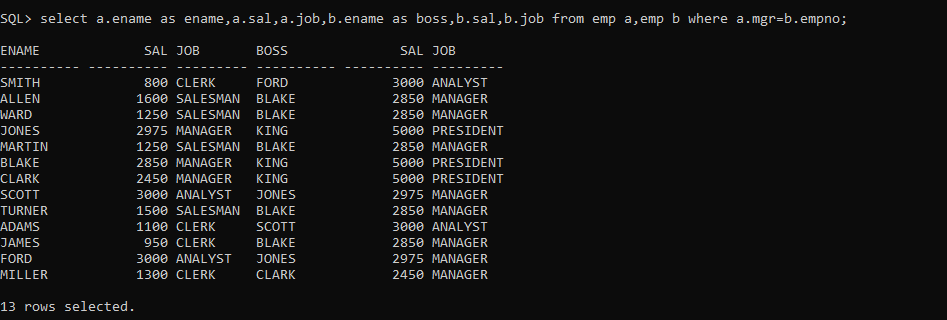 SQL> select a.ename as ename,a.sal,a.job,b.ename as boss,b.sal,b.job from emp a,emp b where a.mgr=b.empno;
ENAME             SAL JOB       BOSS              SAL JOB
---------- ---------- --------- ---------- ---------- ---------
SMITH             800 CLERK     FORD             3000 ANALYST
ALLEN            1600 SALESMAN  BLAKE            2850 MANAGER
WARD             1250 SALESMAN  BLAKE            2850 MANAGER
JONES            2975 MANAGER   KING             5000 PRESIDENT
MARTIN           1250 SALESMAN  BLAKE            2850 MANAGER
BLAKE            2850 MANAGER   KING             5000 PRESIDENT
CLARK            2450 MANAGER   KING             5000 PRESIDENT
SCOTT            3000 ANALYST   JONES            2975 MANAGER
TURNER           1500 SALESMAN  BLAKE            2850 MANAGER
ADAMS            1100 CLERK     SCOTT            3000 ANALYST
JAMES             950 CLERK     BLAKE            2850 MANAGER
FORD             3000 ANALYST   JONES            2975 MANAGER
MILLER           1300 CLERK     CLARK            2450 MANAGER
13 rows selected.